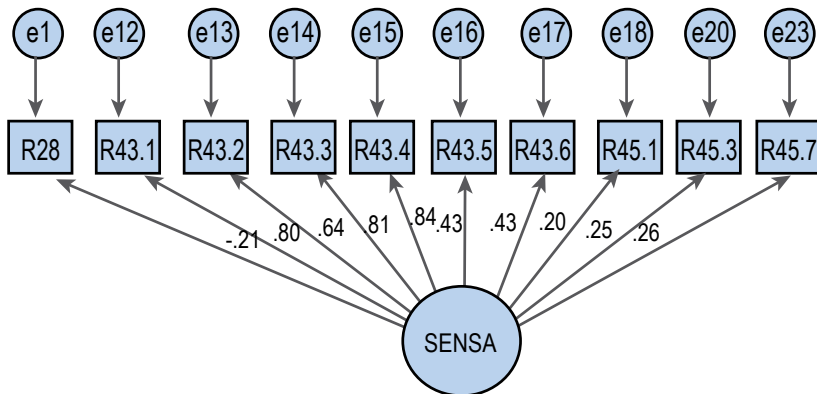 e1 e12 e13 e14 e15 e16 e17 e18 e20 e23
R28 R43.1 R43.2 R43.3 R43.4 R43.5 R43.6 R45.1 R45.3 R45.7
-.21 .80 .64 .81 .84 .43 .43 .20 .25 .26
SENSA